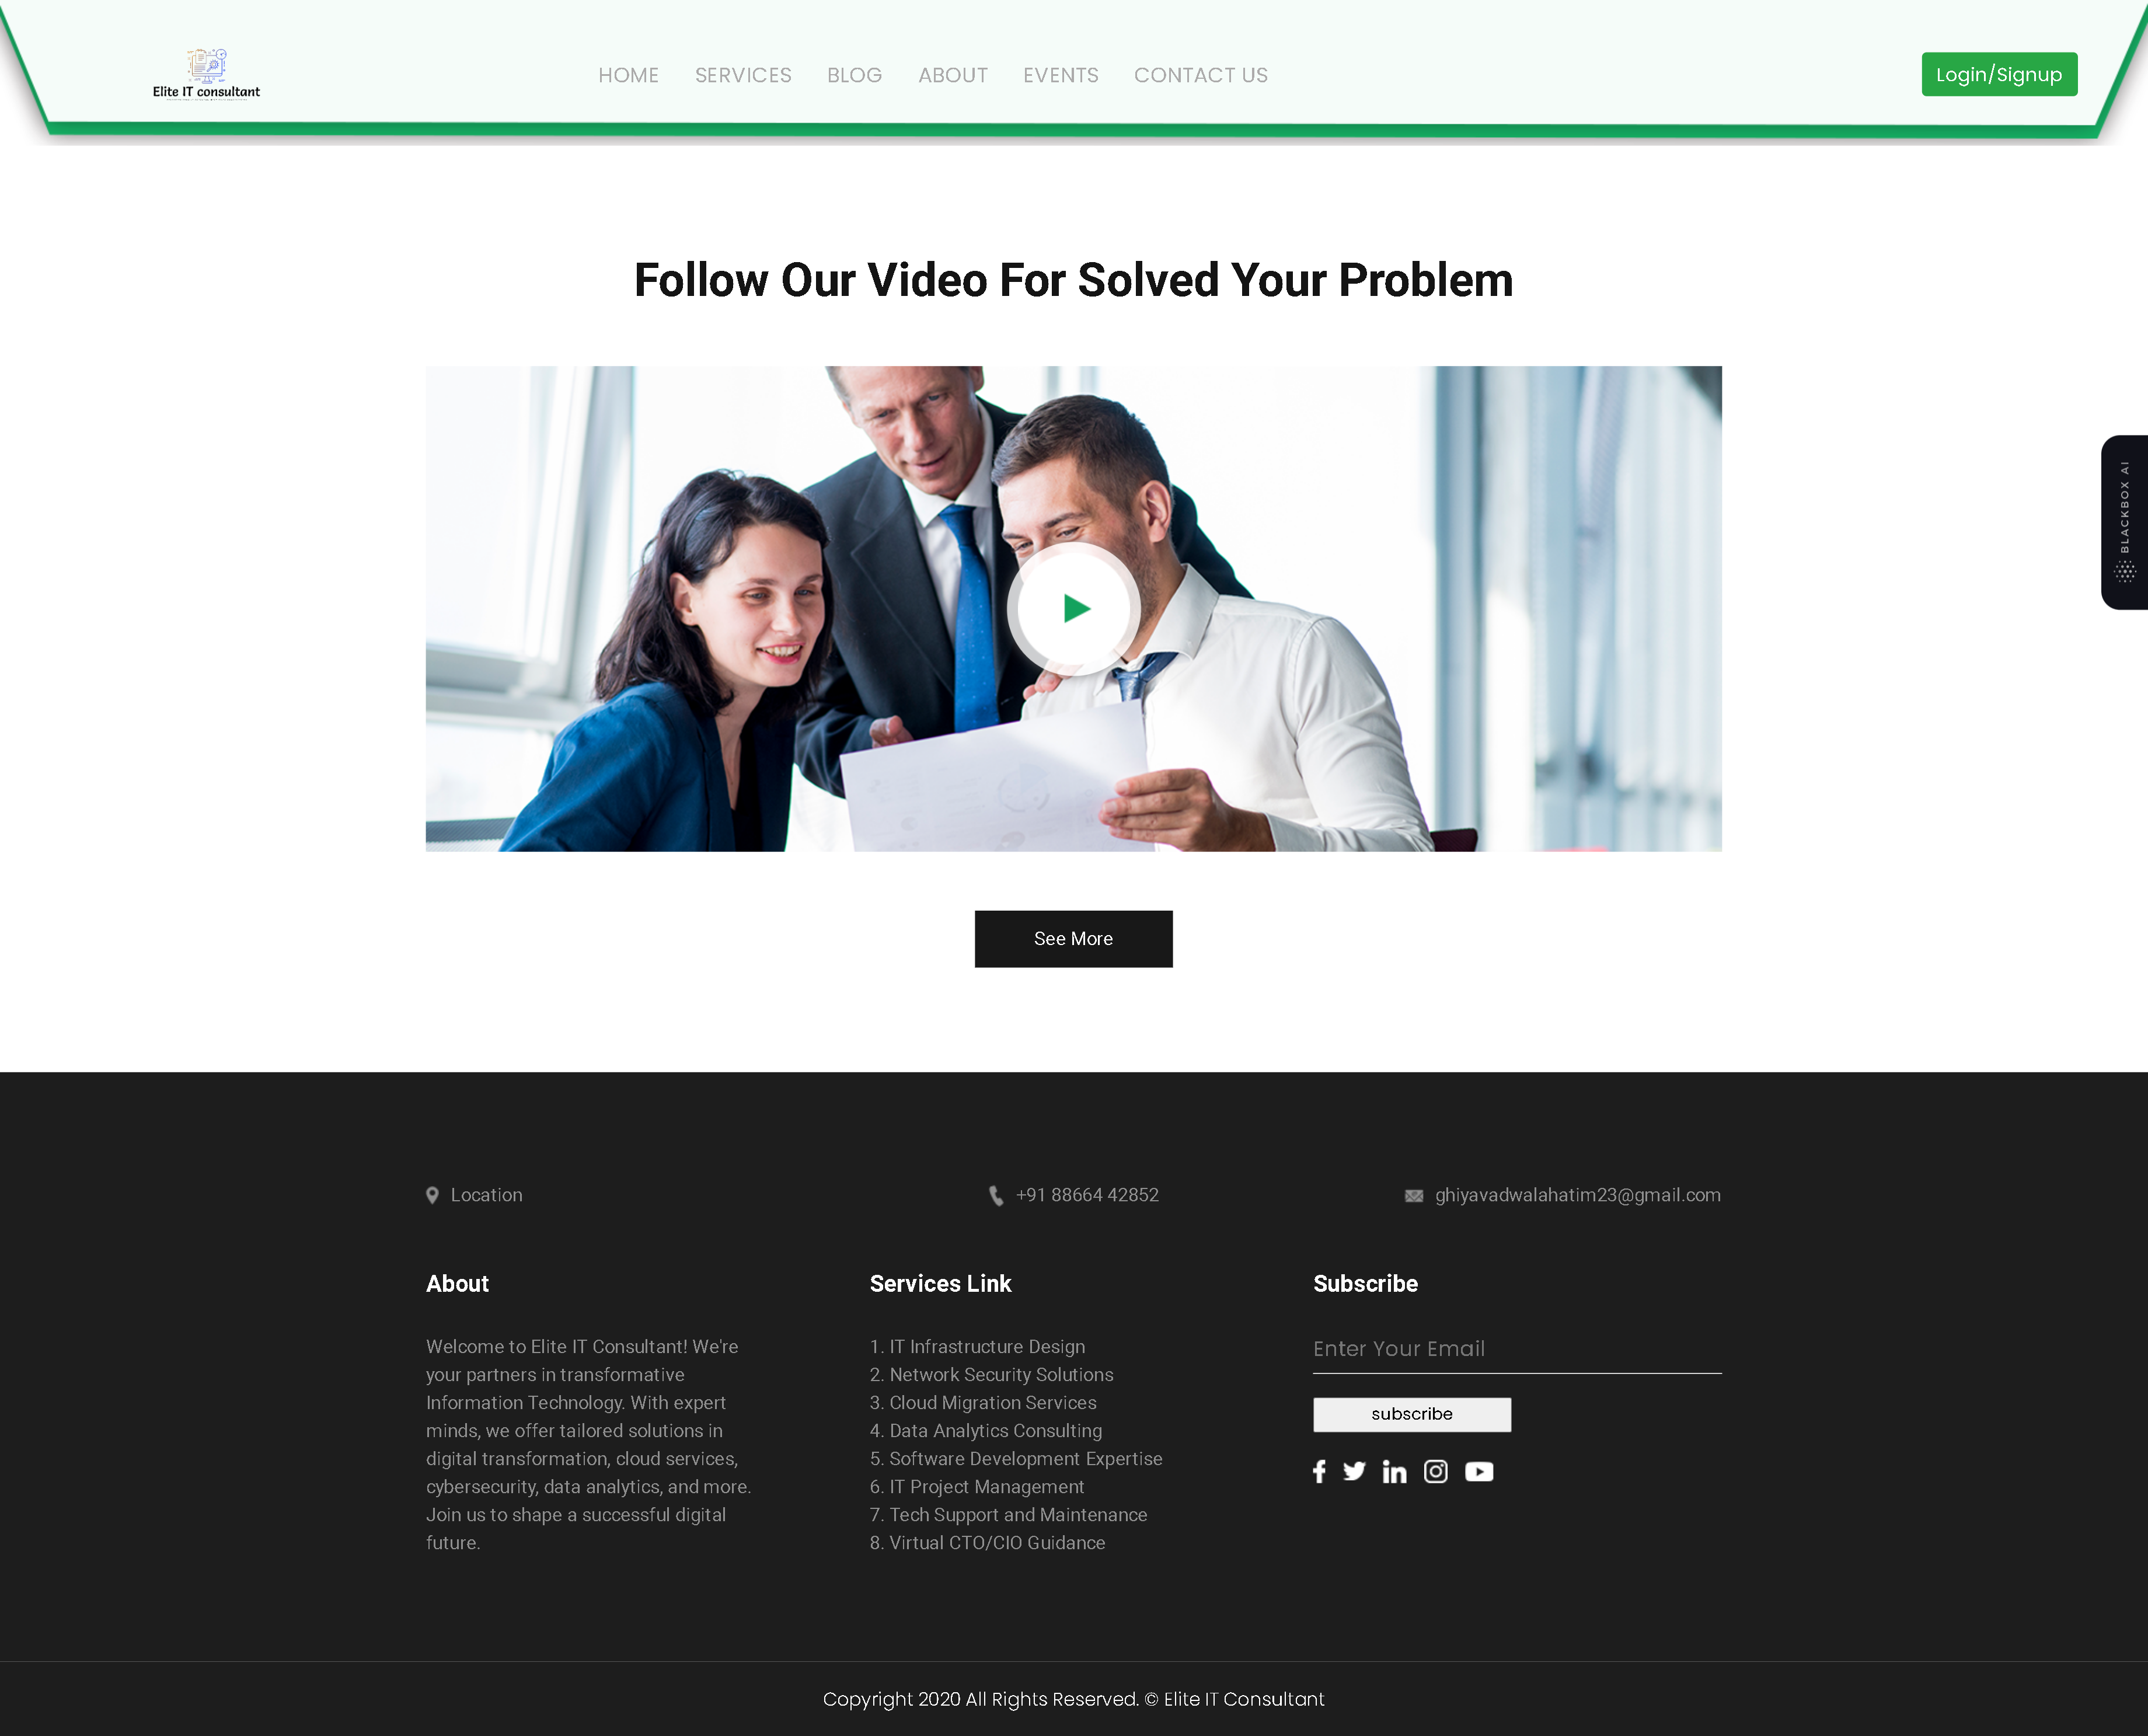 Elite IT consultant
HOME SERVICES BLOG ABOUT EVENTS CONTACT US
Login/Signup
Follow Our Video For Solved Your Problem
BLACKBOX AI
See More
Location
+91 88664 42852
ghiyavadwalahatim23@gmail.com
About
Welcome to Elite IT Consultant! We're
your partners in transformative
Information Technology. With expert
minds, we offer tailored solutions in
digital transformation, cloud services,
cybersecurity, data analytics, and more.
Join us to shape a successful digital
future.
Services Link
1. IT Infrastructure Design
2. Network Security Solutions
3. Cloud Migration Services
4. Data Analytics Consulting
5. Software Development Expertise
6. IT Project Management
7. Tech Support and Maintenance
8. Virtual CTO/CIO Guidance
Subscribe
Enter Your Email
subscribe
Copyright 2020 All Rights Reserved. © Elite IT Consultant